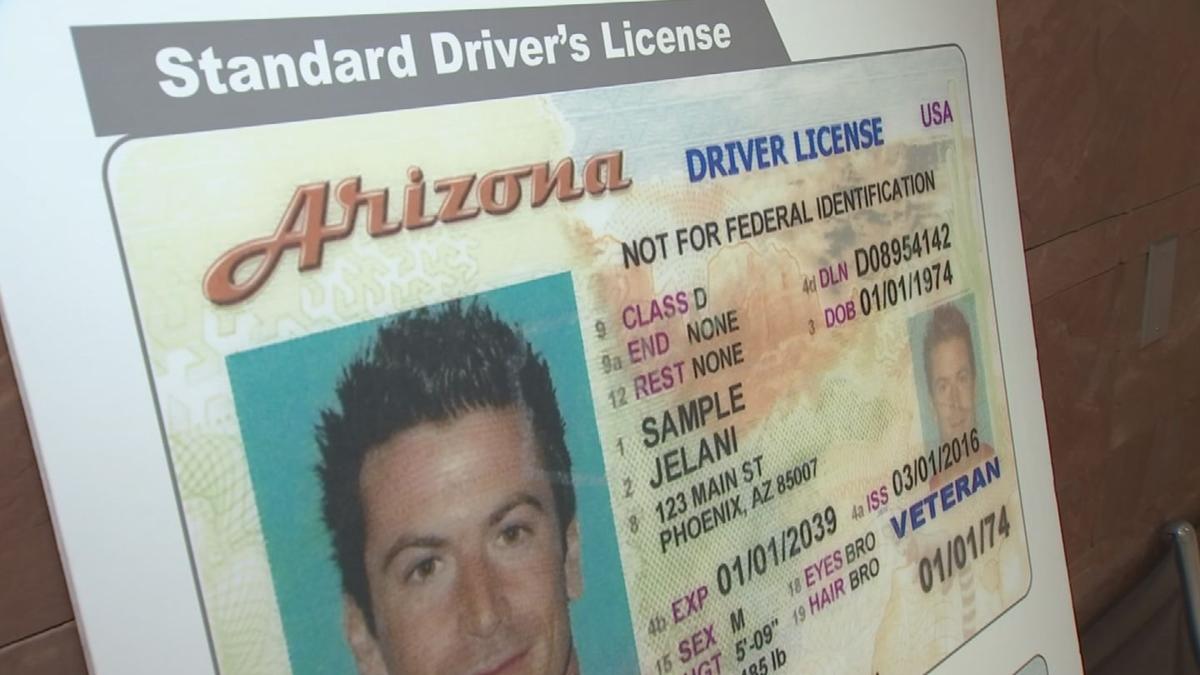 Standard Driver's License
Arizona
DRIVER LICENSE
USA
NOT FOR FEDERAL IDENTIFICATION
9 CLASS D
4d DLN D08954142
9a END NONE
3 DOB 01/01/1974
12 REST NONE
1 SAMPLE
2 JELANI
8 123 MAIN ST
PHOENIX, AZ 85007
4b EXP 01/01/2039
4a ISS 03/01/2016
VETERAN
15 SEX M
18 EYES BRO
01/01/74
HGT 5'-09"
19 HAIR BRO
185 lb